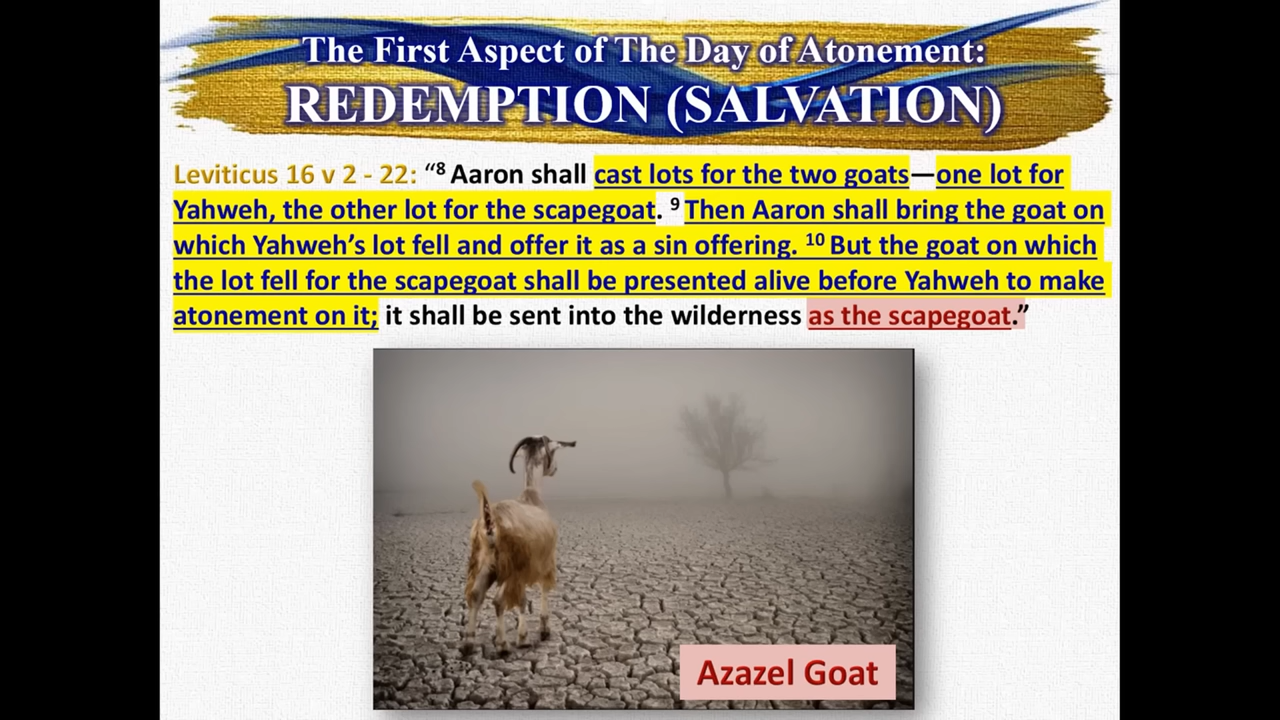 The First Aspect of The Day of Atonement:
REDEMPTION (SALVATION)
Leviticus 16 v 2 - 22: “⁸ Aaron shall cast lots for the two goats—one lot for
Yahweh, the other lot for the scapegoat. ⁹ Then Aaron shall bring the goat on
which Yahweh’s lot fell and offer it as a sin offering. ¹⁰ But the goat on which
the lot fell for the scapegoat shall be presented alive before Yahweh to make
atonement on it; it shall be sent into the wilderness as the scapegoat.”
Azazel Goat